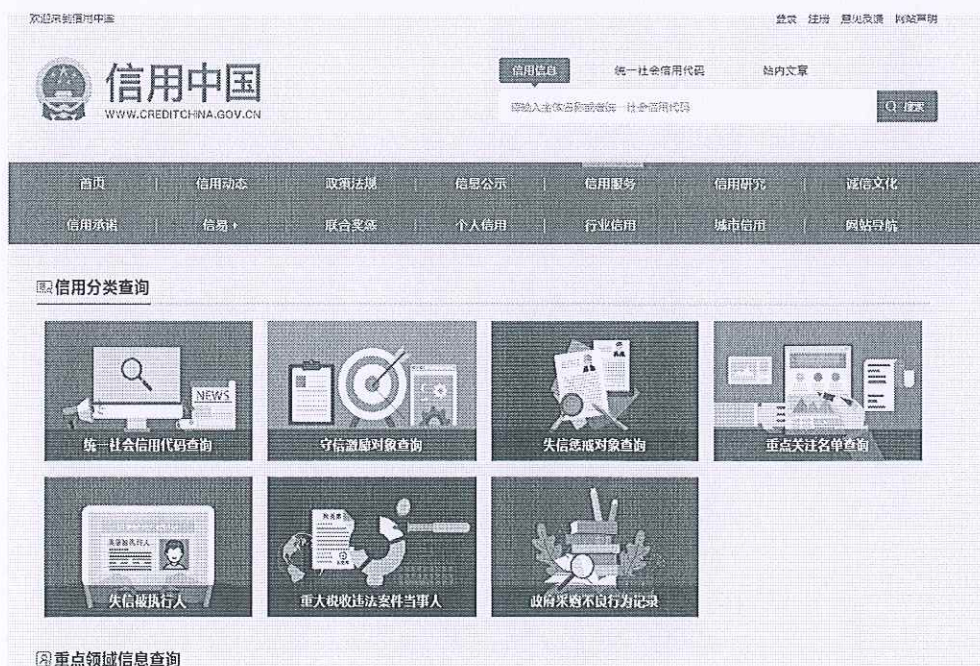 欢迎来到信用中国
登录 注册 意见反馈 网站声明
信用中国
WWW.CREDITCHINA.GOV.CN
信用信息 统一社会信用代码 站内文章
请输入主体名称或者统一社会信用代码
搜索
首页 信用动态 政策法规 信息公示 信用服务 信用研究 诚信文化
信用承诺 信易+ 联合奖惩 个人信用 行业信用 城市信用 网站导航
信用分类查询
NEWS
统一社会信用代码查询 守信激励对象查询 失信惩戒对象查询 重点关注名单查询
失信被执行人
失信被执行人 重大税收违法案件当事人 政府采购不良行为记录
重点领域信息查询